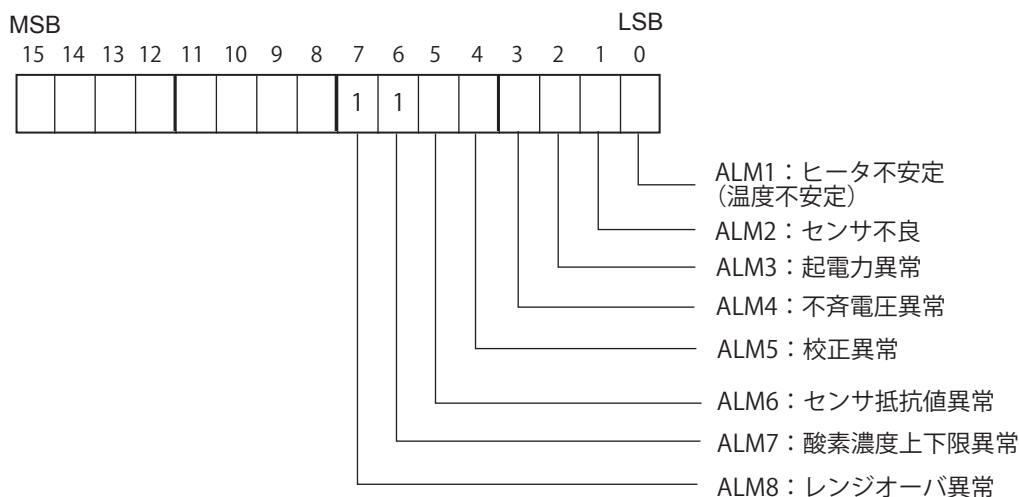 MSB LSB
15 14 13 12 11 10 9 8 7 6 5 4 3 2 1 0
1 1
ALM1：ヒータ不安定
（温度不安定）
ALM2：センサ不良
ALM3：起電力異常
ALM4：不斉電圧異常
ALM5：校正異常
ALM6：センサ抵抗値異常
ALM7：酸素濃度上下限異常
ALM8：レンジオーバ異常